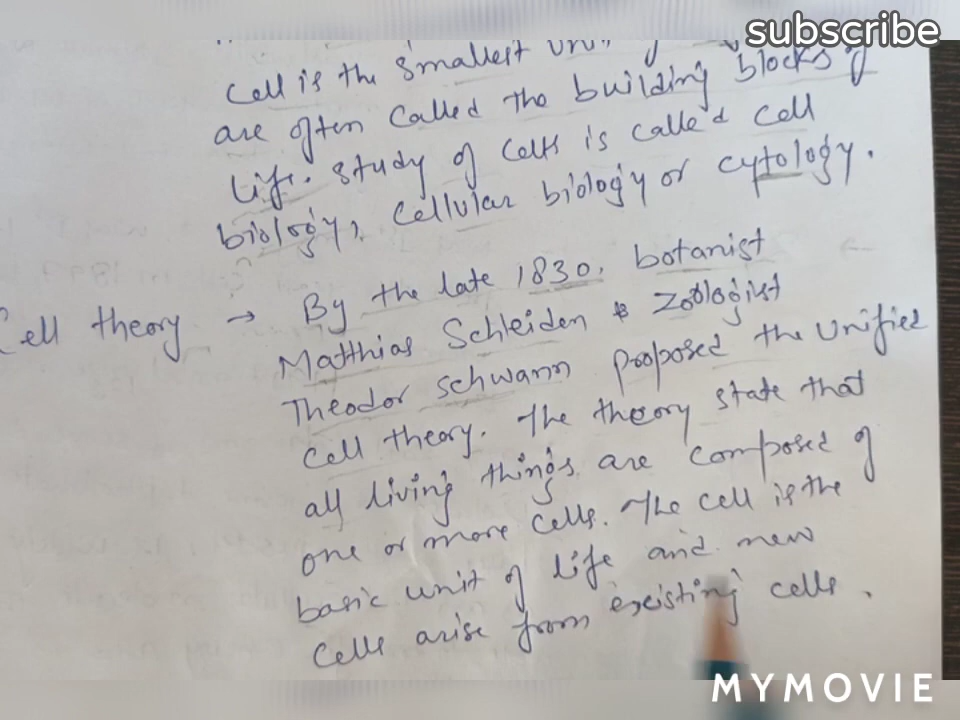 subscribe
Cell is the smallest
are often called the building blocks of
life. study of cells is called cell
biology, cellular biology or cytology.
Cell theory → By the late 1830. botanist
Matthias Schleiden & Zoologist
Theodor schwann proposed the unified
cell theory. The theory state that
all living things are composed of
one or more cells. The cell is the
basic unit of life and new
cells arise from existing cells.
MYMOVIE